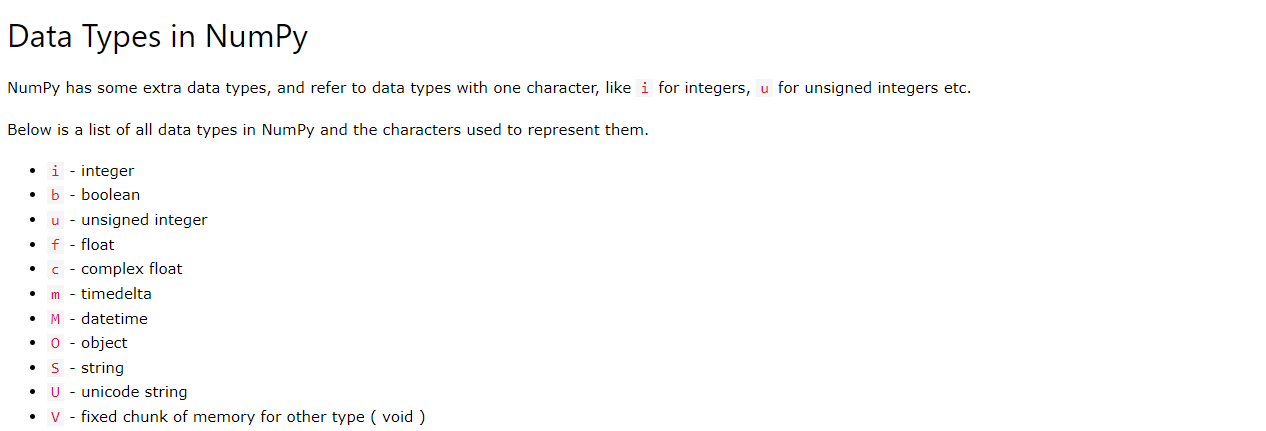 Data Types in NumPy
NumPy has some extra data types, and refer to data types with one character, like i for integers, u for unsigned integers etc.
Below is a list of all data types in NumPy and the characters used to represent them.
• i - integer
• b - boolean
• u - unsigned integer
• f - float
• c - complex float
• m - timedelta
• M - datetime
• O - object
• S - string
• U - unicode string
• V - fixed chunk of memory for other type ( void )